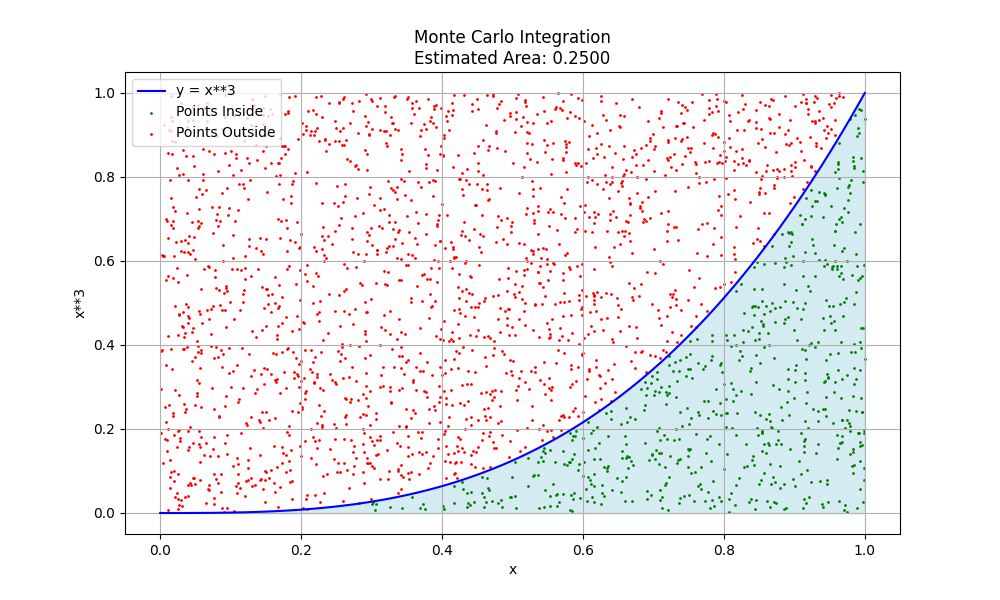 Monte Carlo Integration
Estimated Area: 0.2500
y = x**3
Points Inside
Points Outside
1.0
0.8
0.6
0.4
0.2
0.0
x**3
0.0 0.2 0.4 0.6 0.8 1.0
x